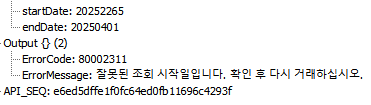 startDate: 20252265
endDate: 20250401
Output {} (2)
ErrorCode: 80002311
ErrorMessage: 잘못된 조회 시작일입니다. 확인 후 다시 거래하십시오.
API_SEQ: e6ed5dffe1f0fc64ed0fb11696c4293f